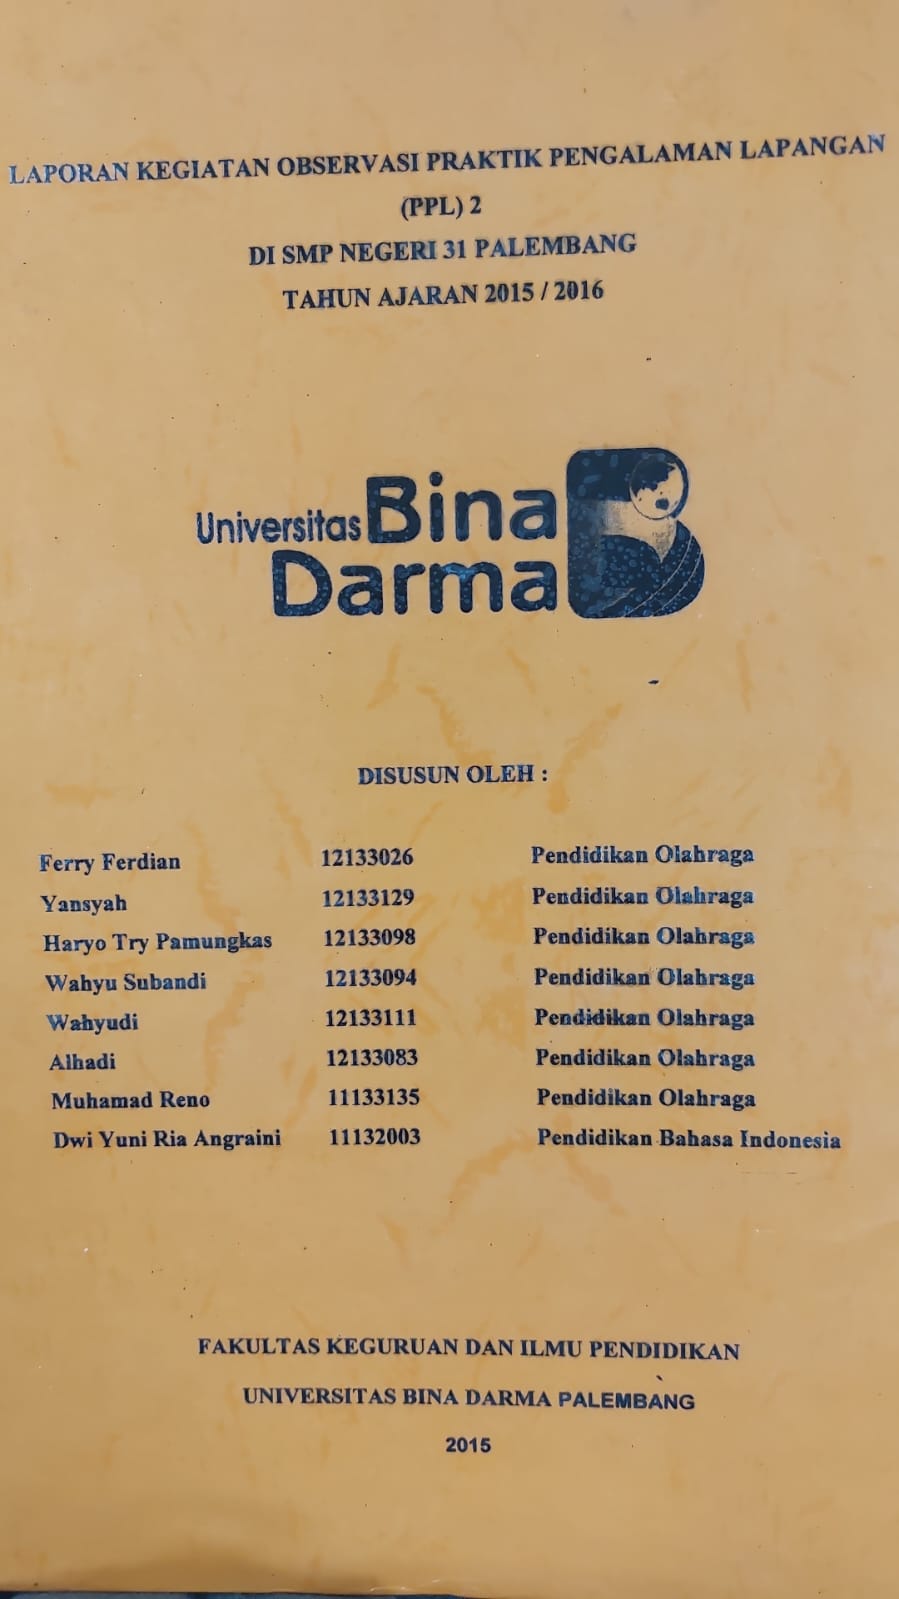 LAPORAN KEGIATAN OBSERVASI PRAKTIK PENGALAMAN LAPANGAN
(PPL) 2
DI SMP NEGERI 31 PALEMBANG
TAHUN AJARAN 2015 / 2016
Universitas Bina
Darma
DISUSUN OLEH :
Ferry Ferdian 12133026 Pendidikan Olahraga
Yansyah 12133129 Pendidikan Olahraga
Haryo Try Pamungkas 12133098 Pendidikan Olahraga
Wahyu Subandi 12133094 Pendidikan Olahraga
Wahyudi 12133111 Pendidikan Olahraga
Alhadi 12133083 Pendidikan Olahraga
Muhamad Reno 11133135 Pendidikan Olahraga
Dwi Yuni Ria Angraini 11132003 Pendidikan Bahasa Indonesia
FAKULTAS KEGURUAN DAN ILMU PENDIDIKAN
UNIVERSITAS BINA DARMA PALEMBANG
2015